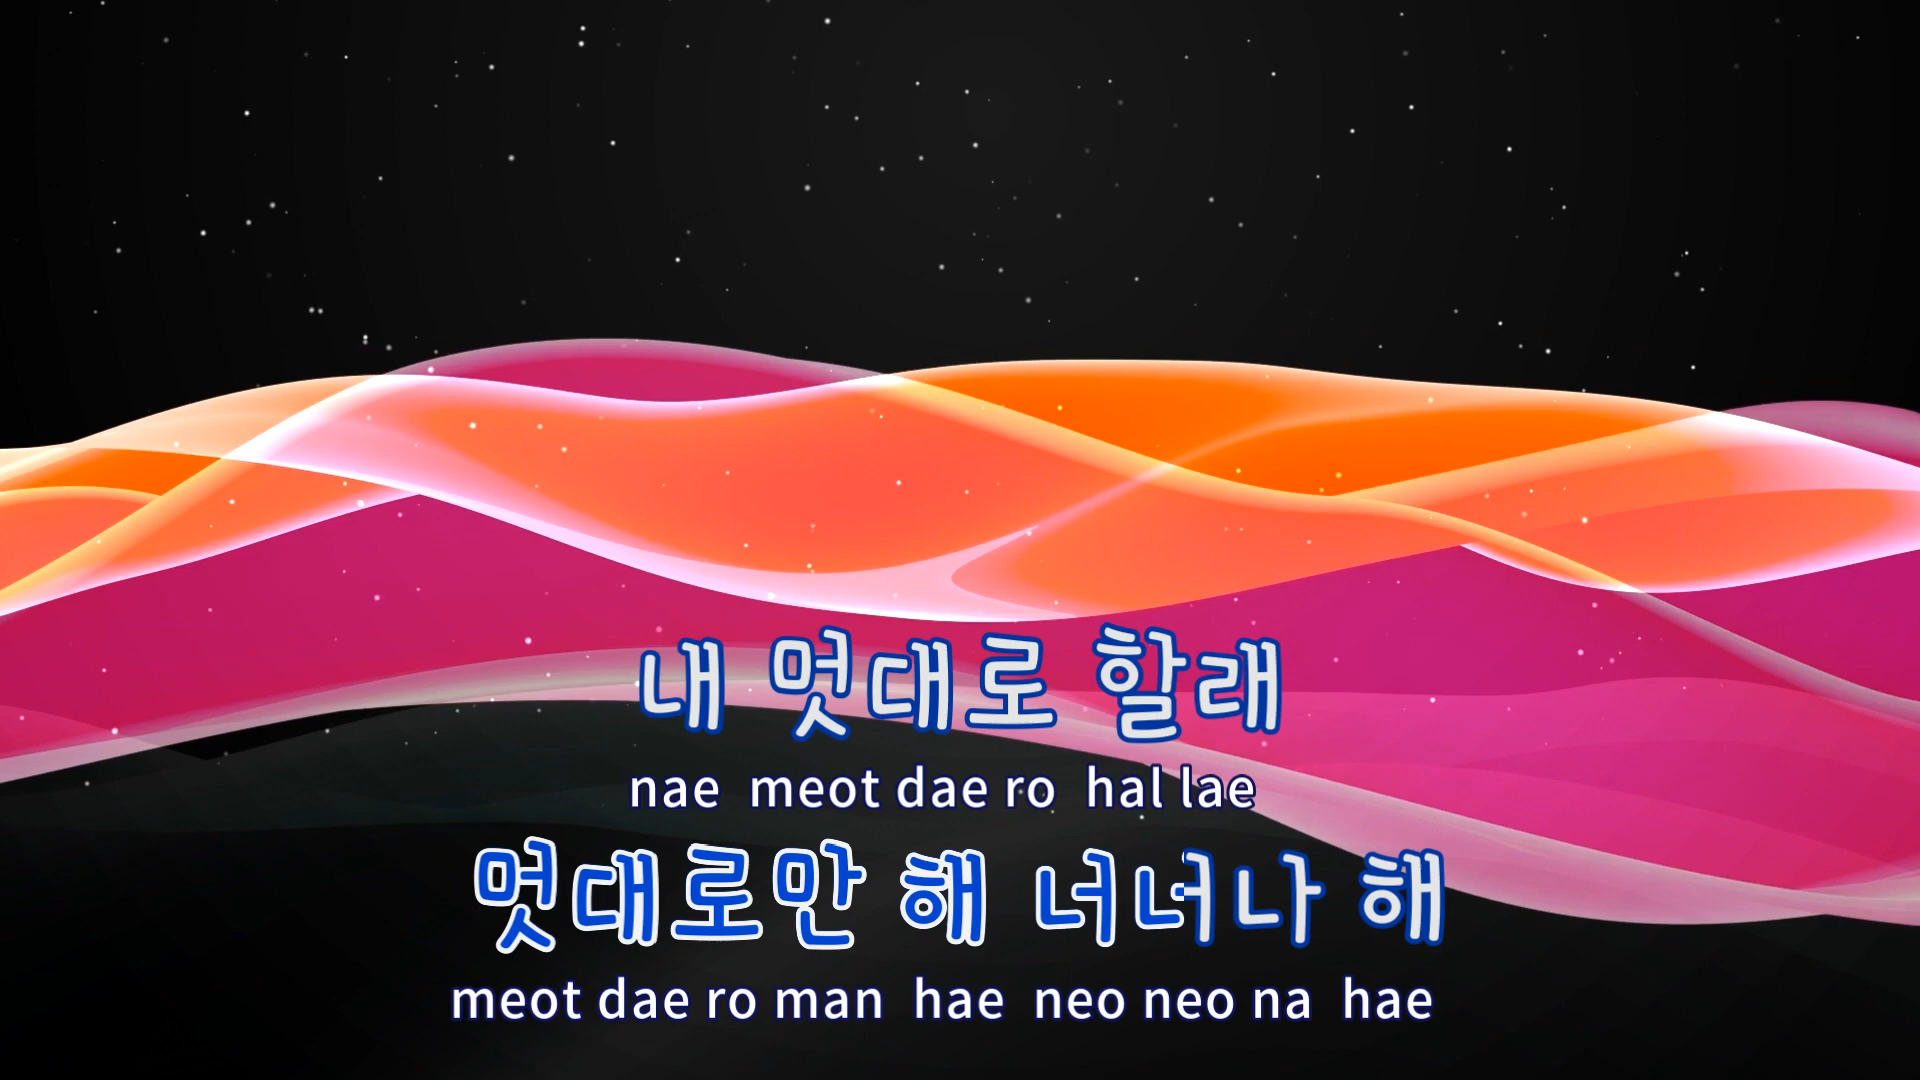 내 멋대로 할래
nae meot dae ro hal lae
멋대로만 해 너너나 해
meot dae ro man hae neo neo na hae